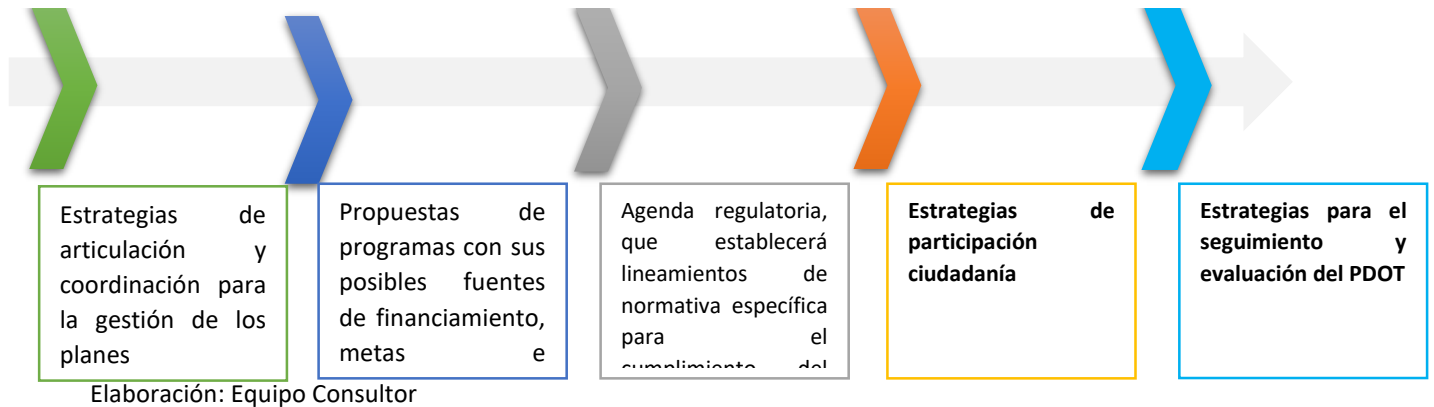 Estrategias de
articulación y
coordinación para
la gestión de los
planes
Propuestas de
programas con sus
posibles fuentes
de financiamiento,
metas e
Agenda regulatoria,
que establecerá
lineamientos de
normativa específica
para el
cumplimiento del
Estrategias de
participación
ciudadanía
Estrategias para el
seguimiento y
evaluación del PDOT
Elaboración: Equipo Consultor